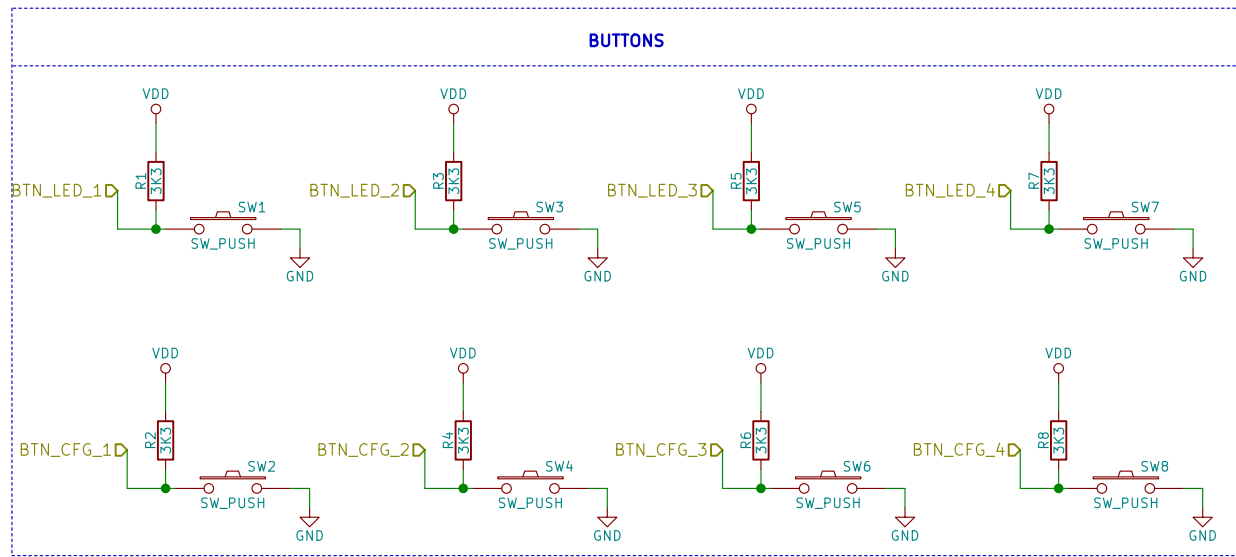 BUTTONS
VDD VDD VDD VDD
R1 3K3 R3 3K3 R5 3K3 R7 3K3
BTN_LED_1 BTN_LED_2 BTN_LED_3 BTN_LED_4
SW1 SW3 SW5 SW7
SW_PUSH SW_PUSH SW_PUSH SW_PUSH
GND GND GND GND
VDD VDD VDD VDD
R2 3K3 R4 3K3 R6 3K3 R8 3K3
BTN_CFG_1 BTN_CFG_2 BTN_CFG_3 BTN_CFG_4
SW2 SW4 SW6 SW8
SW_PUSH SW_PUSH SW_PUSH SW_PUSH
GND GND GND GND